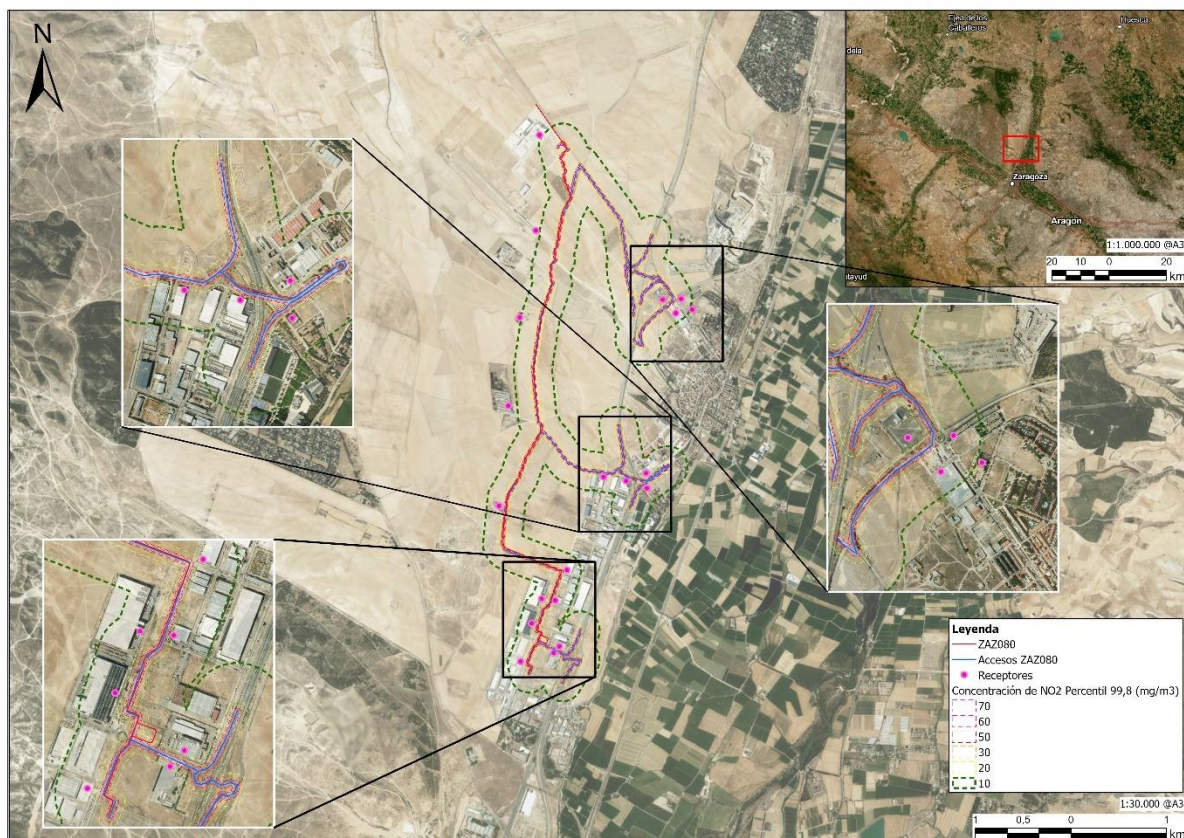 N
Ejea de los
Caballeros
Huesca
dela
Zaragoza
Aragón
atayud
1:1.000.000 @A3
20 10 0 20
km
Leyenda
ZAZ080
Accesos ZAZ080
Receptores
Concentración de NO2 Percentil 99,8 (mg/m3)
70
60
50
30
20
10
1:30.000 @A3
1 0,5 0 1
km